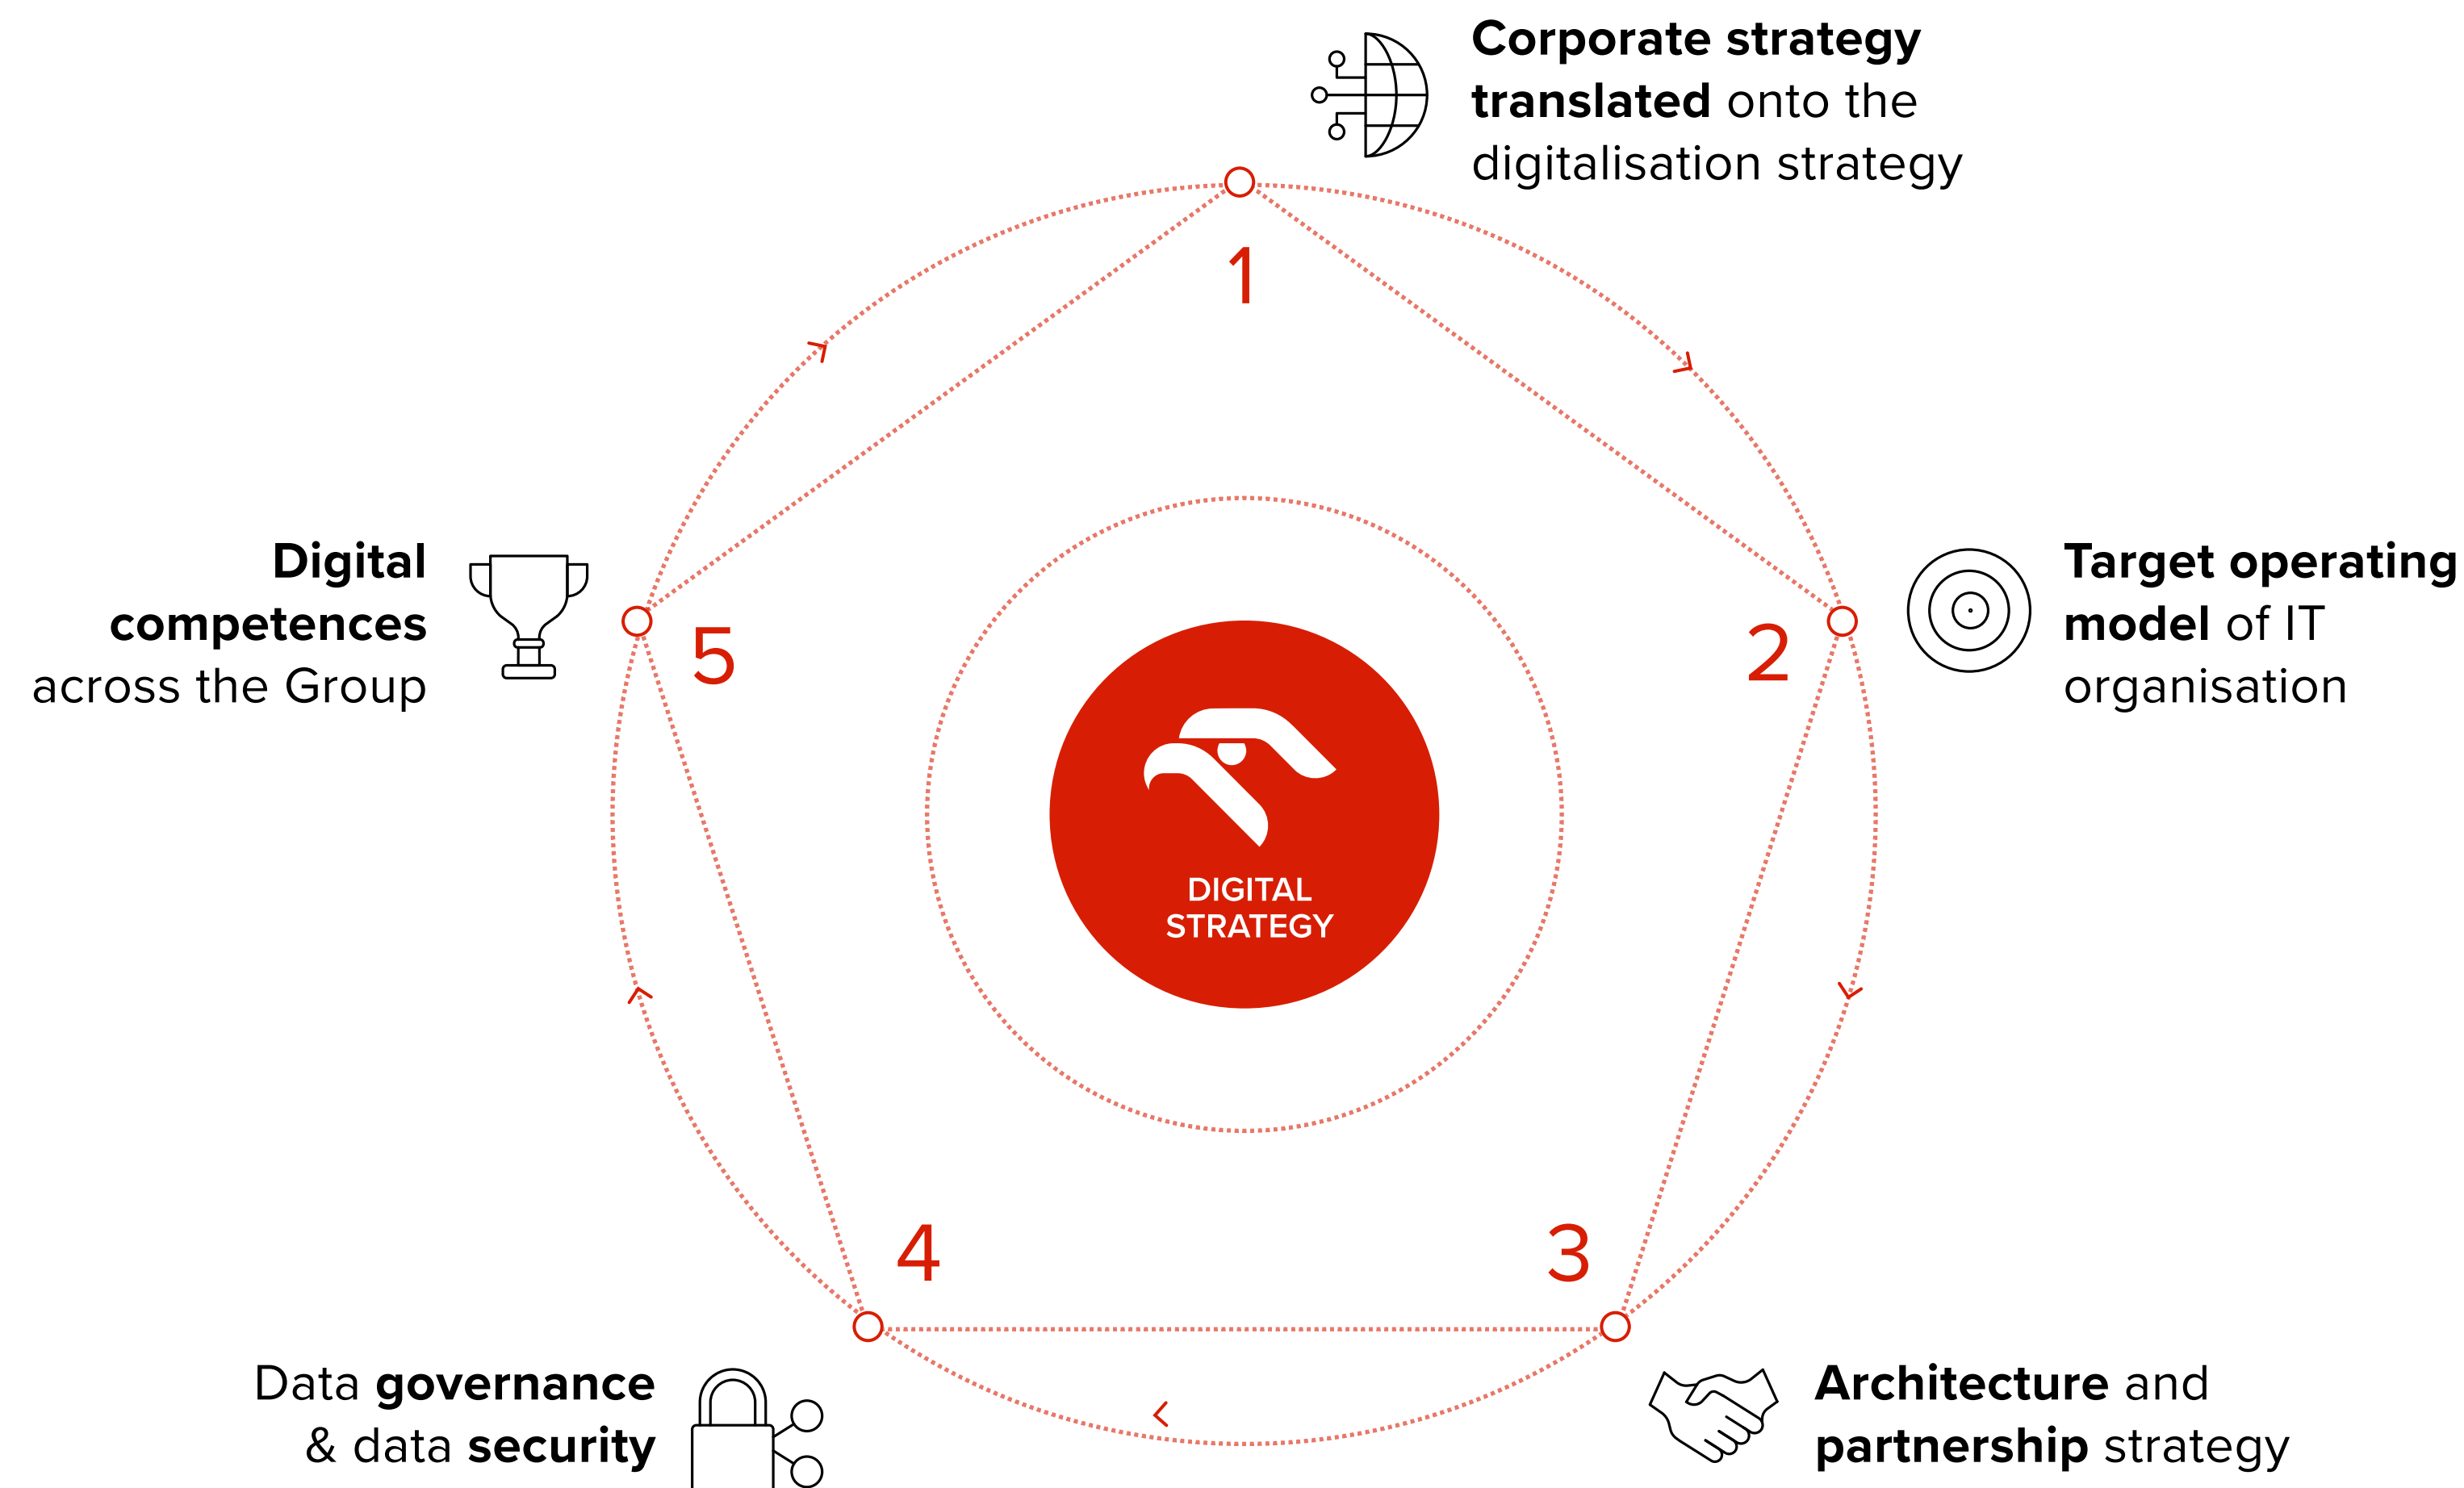 Corporate strategy
translated onto the
digitalisation strategy
1
Target operating
model of IT
organisation
2
Architecture and
partnership strategy
3
Data governance
& data security
4
Digital
competences
across the Group
5
DIGITAL
STRATEGY